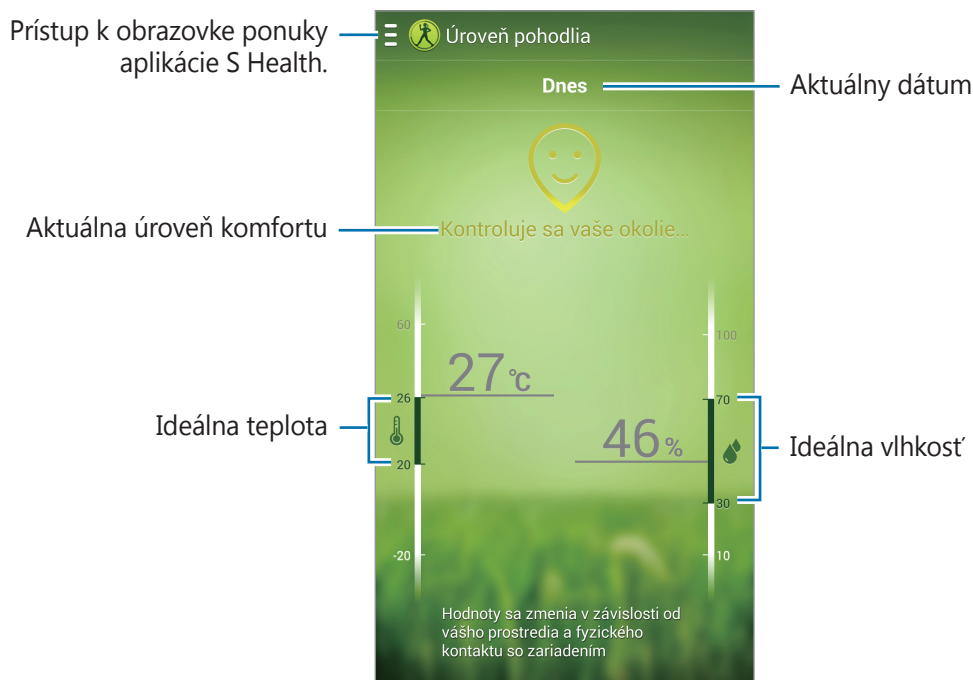 Prístup k obrazovke ponuky
aplikácie S Health.
Úroveň pohodlia
Dnes
Aktuálny dátum
Aktuálna úroveň komfortu
Kontroluje sa vaše okolie...
60
100
27 °C
26
70
Ideálna teplota
46 %
Ideálna vlhkosť
20
30
-20
10
Hodnoty sa zmenia v závislosti od
vášho prostredia a fyzického
kontaktu so zariadením